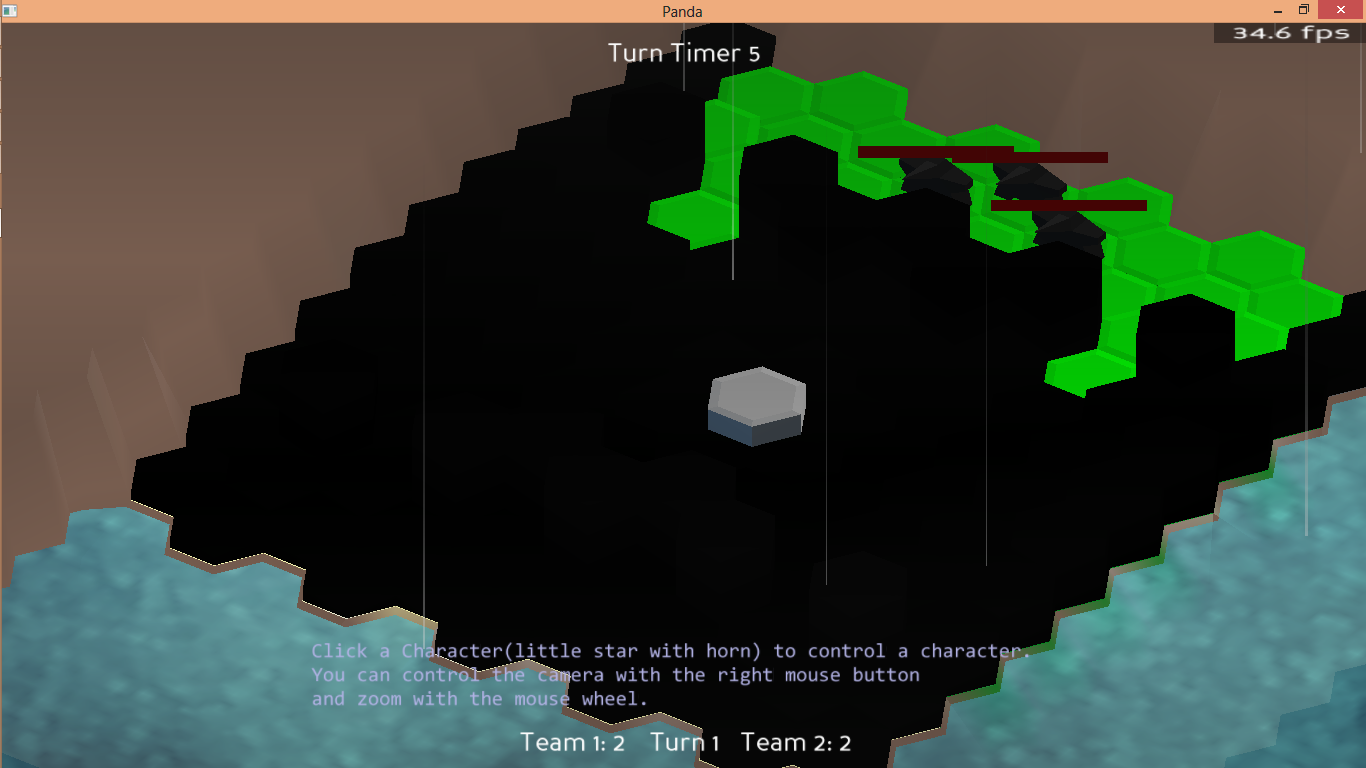 Panda
34.6 fps
Turn Timer 5
Click a Character(little star with horn) to control a character.
You can control the camera with the right mouse button
and zoom with the mouse wheel.
Team 1: 2 Turn 1 Team 2: 2